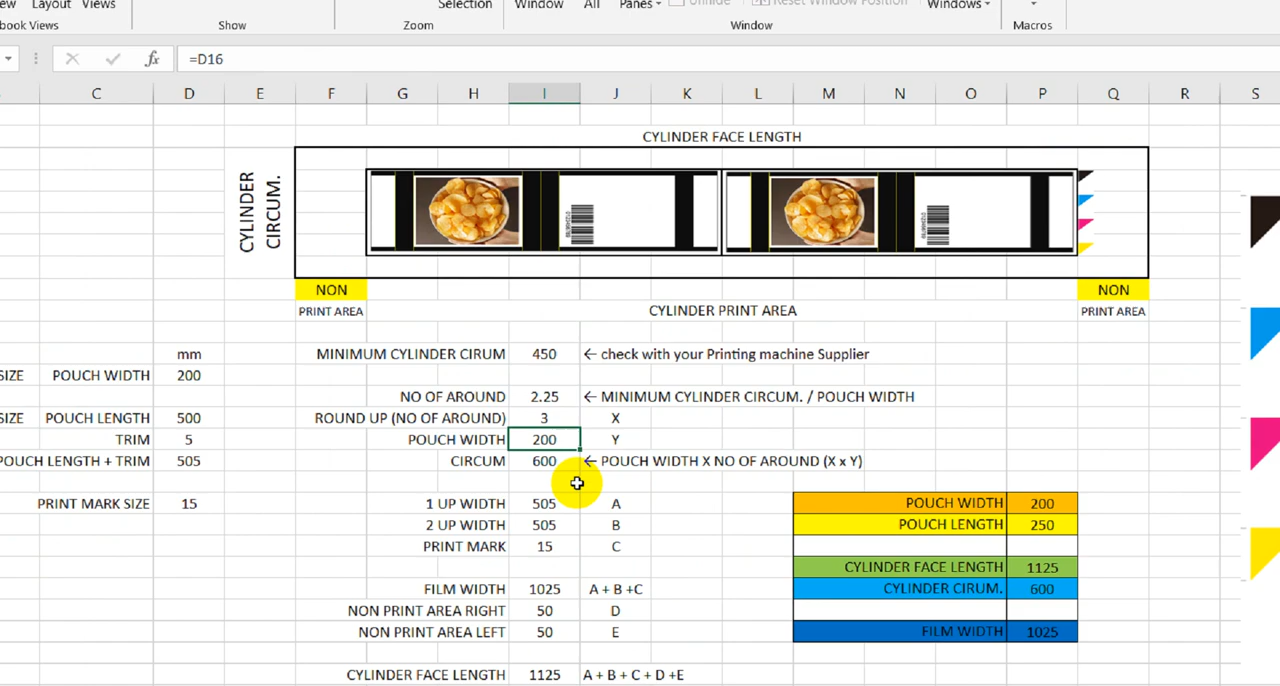 Layout Views Selection Window All Panes Unhide Reset Window Position Windows
book Views Show Zoom Window Macros
fx =D16
C D E F G H I J K L M N O P Q R S
CYLINDER FACE LENGTH
CYLINDER
CIRCUM.
NON NON
PRINT AREA CYLINDER PRINT AREA PRINT AREA
mm MINIMUM CYLINDER CIRUM 450 ← check with your Printing machine Supplier
SIZE POUCH WIDTH 200
NO OF AROUND 2.25 ← MINIMUM CYLINDER CIRCUM. / POUCH WIDTH
SIZE POUCH LENGTH 500 ROUND UP (NO OF AROUND) 3 X
TRIM 5 POUCH WIDTH 200 Y
POUCH LENGTH + TRIM 505 CIRCUM 600 ← POUCH WIDTH X NO OF AROUND (X x Y)
PRINT MARK SIZE 15 1 UP WIDTH 505 A POUCH WIDTH 200
2 UP WIDTH 505 B POUCH LENGTH 250
PRINT MARK 15 C
CYLINDER FACE LENGTH 1125
FILM WIDTH 1025 A + B +C CYLINDER CIRUM. 600
NON PRINT AREA RIGHT 50 D
NON PRINT AREA LEFT 50 E FILM WIDTH 1025
CYLINDER FACE LENGTH 1125 A + B + C + D +E